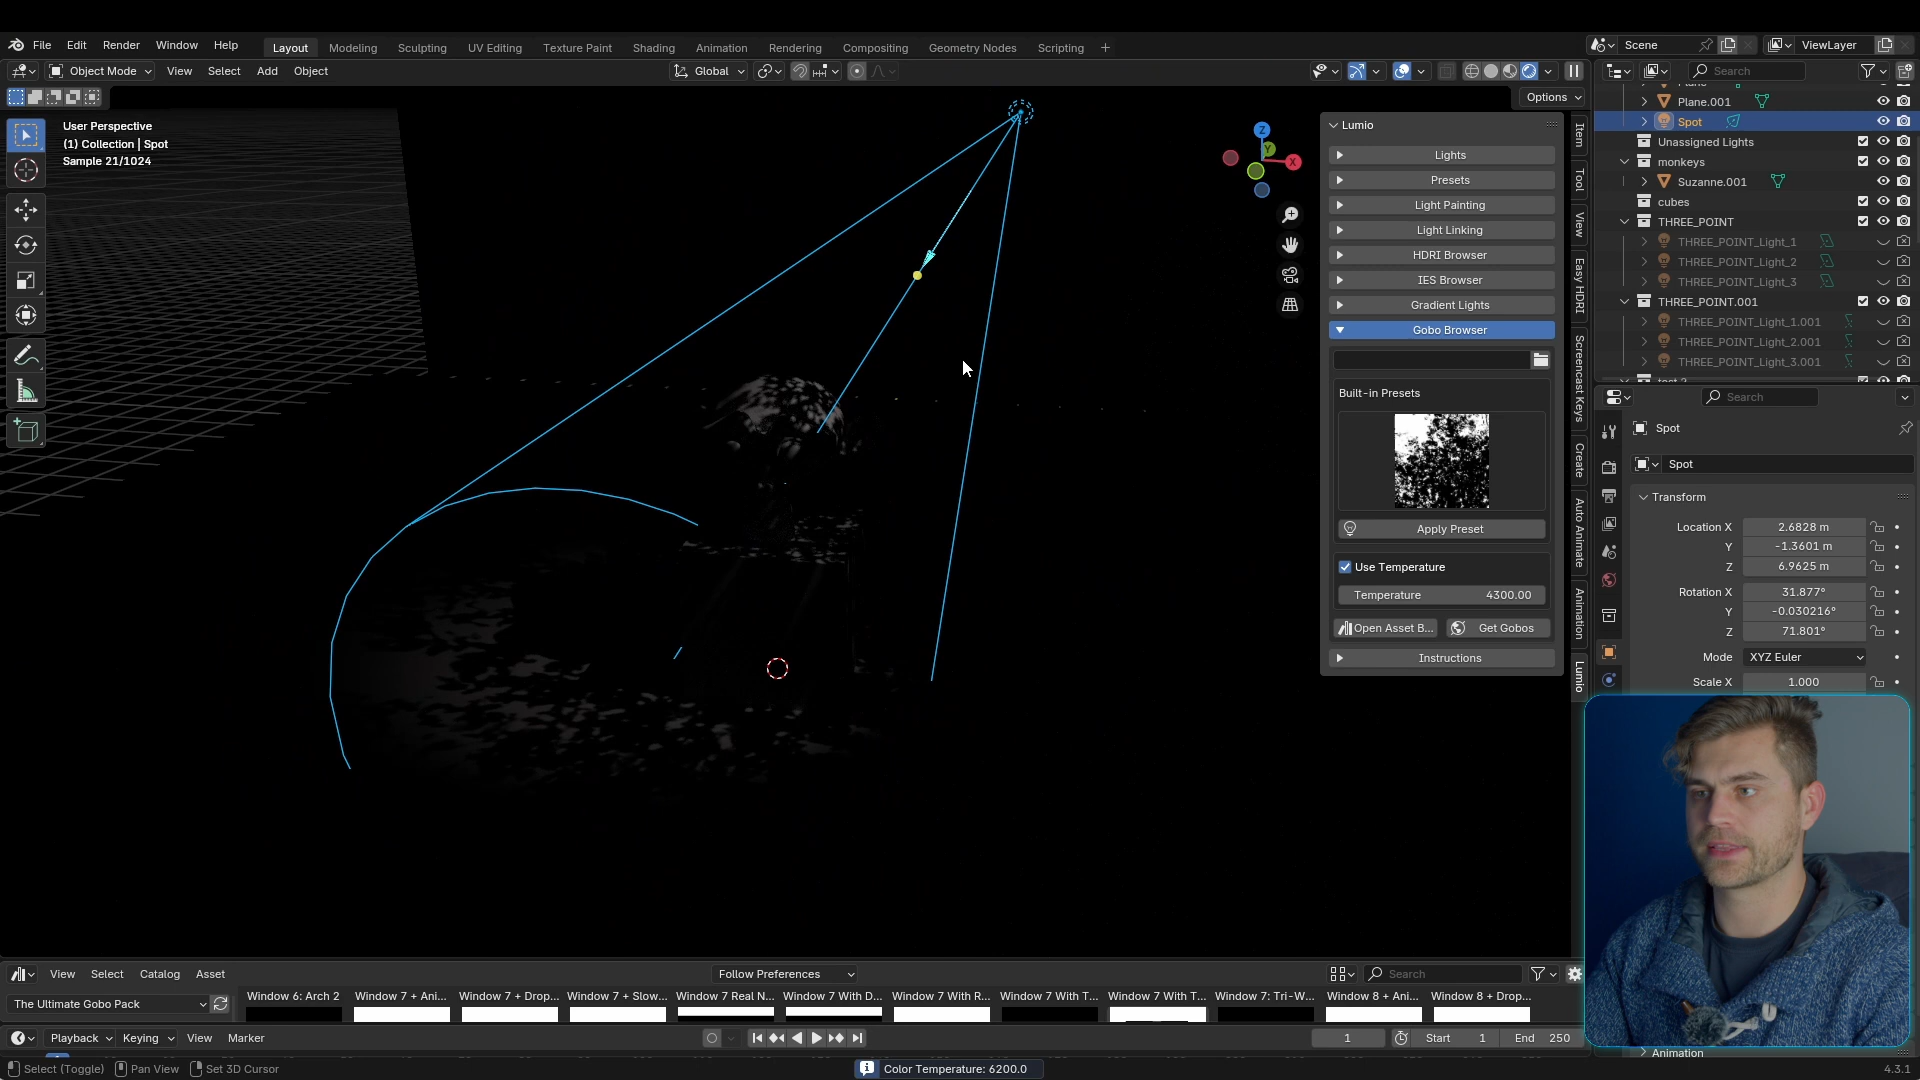 File Edit Render Window Help
Layout Modeling Sculpting UV Editing Texture Paint Shading Animation Rendering Compositing Geometry Nodes Scripting +
Scene ViewLayer
Object Mode View Select Add Object Global
Search
Options
User Perspective
(1) Collection | Spot
Sample 21/1024
Z
Y
X
Lumio
Lights
Presets
Light Painting
Light Linking
HDRI Browser
IES Browser
Gradient Lights
Gobo Browser
Built-in Presets
Apply Preset
Use Temperature
Temperature 4300.00
Open Asset B...
Get Gobos
Instructions
Item
Tool
View
Easy HDRI
Screencast Keys
Create
Auto Animate
Animation
Lumio
Plane.001
Spot
Unassigned Lights
monkeys
Suzanne.001
cubes
THREE_POINT
THREE_POINT_Light_1
THREE_POINT_Light_2
THREE_POINT_Light_3
THREE_POINT.001
THREE_POINT_Light_1.001
THREE_POINT_Light_2.001
THREE_POINT_Light_3.001
Search
Spot
Spot
Transform
Location X 2.6828 m
Y -1.3601 m
Z 6.9625 m
Rotation X 31.877°
Y -0.030216°
Z 71.801°
Mode XYZ Euler
Scale X 1.000
Animation
View Select Catalog Asset
Follow Preferences
Search
The Ultimate Gobo Pack
Window 6: Arch 2
Window 7 + Ani...
Window 7 + Drop...
Window 7 + Slow...
Window 7 Real N...
Window 7 With D...
Window 7 With R...
Window 7 With T...
Window 7 With T...
Window 7: Tri-W...
Window 8 + Ani...
Window 8 + Drop...
Playback Keying View Marker
1
Start 1
End 250
Select (Toggle) Pan View Set 3D Cursor
Color Temperature: 6200.0
4.3.1